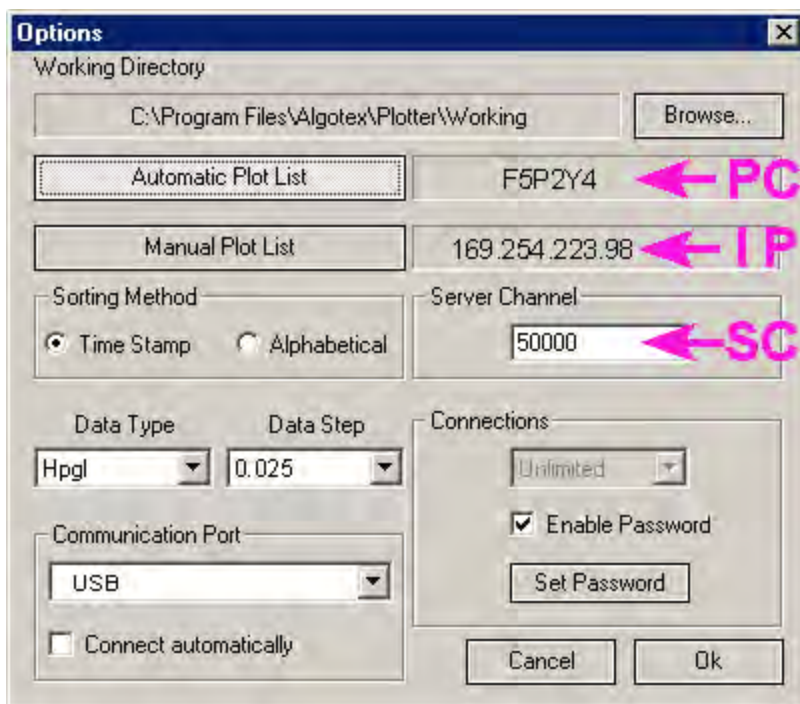 Options
Working Directory
C:\Program Files\Algotex\Plotter\Working
Browse...
Automatic Plot List
F5P2Y4
PC
Manual Plot List
169.254.223.98
IP
Sorting Method
Time Stamp
Alphabetical
Server Channel
50000
SC
Data Type
Data Step
Hpgl
0.025
Connections
Unlimited
Enable Password
Set Password
Communication Port
USB
Connect automatically
Cancel
Ok